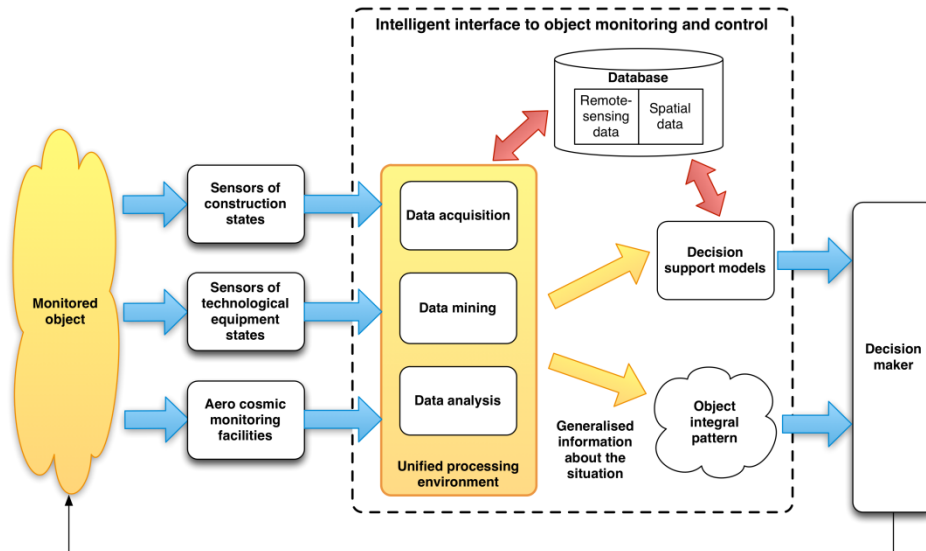 Intelligent interface to object monitoring and control
Database
Remote-
sensing
data
Spatial
data
Monitored
object
Sensors of
construction
states
Sensors of
technological
equipment
states
Aero cosmic
monitoring
facilities
Data acquisition
Data mining
Data analysis
Unified processing
environment
Decision
support models
Generalised
information
about the
situation
Object
integral
pattern
Decision
maker